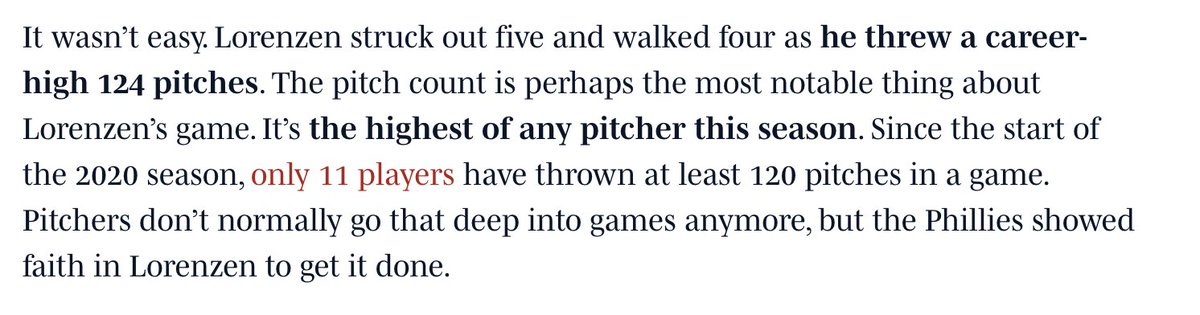 It wasn’t easy. Lorenzen struck out five and walked four as he threw a career-
high 124 pitches. The pitch count is perhaps the most notable thing about
Lorenzen’s game. It’s the highest of any pitcher this season. Since the start of
the 2020 season, only 11 players have thrown at least 120 pitches in a game.
Pitchers don’t normally go that deep into games anymore, but the Phillies showed
faith in Lorenzen to get it done.